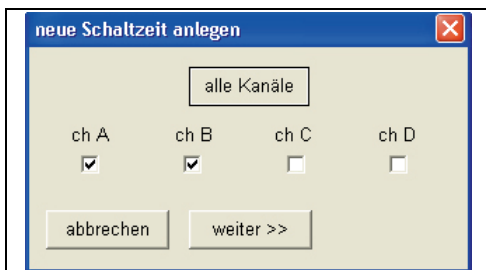 neue Schaltzeit anlegen
alle Kanäle
ch A ch B ch C ch D
abbrechen weiter >>